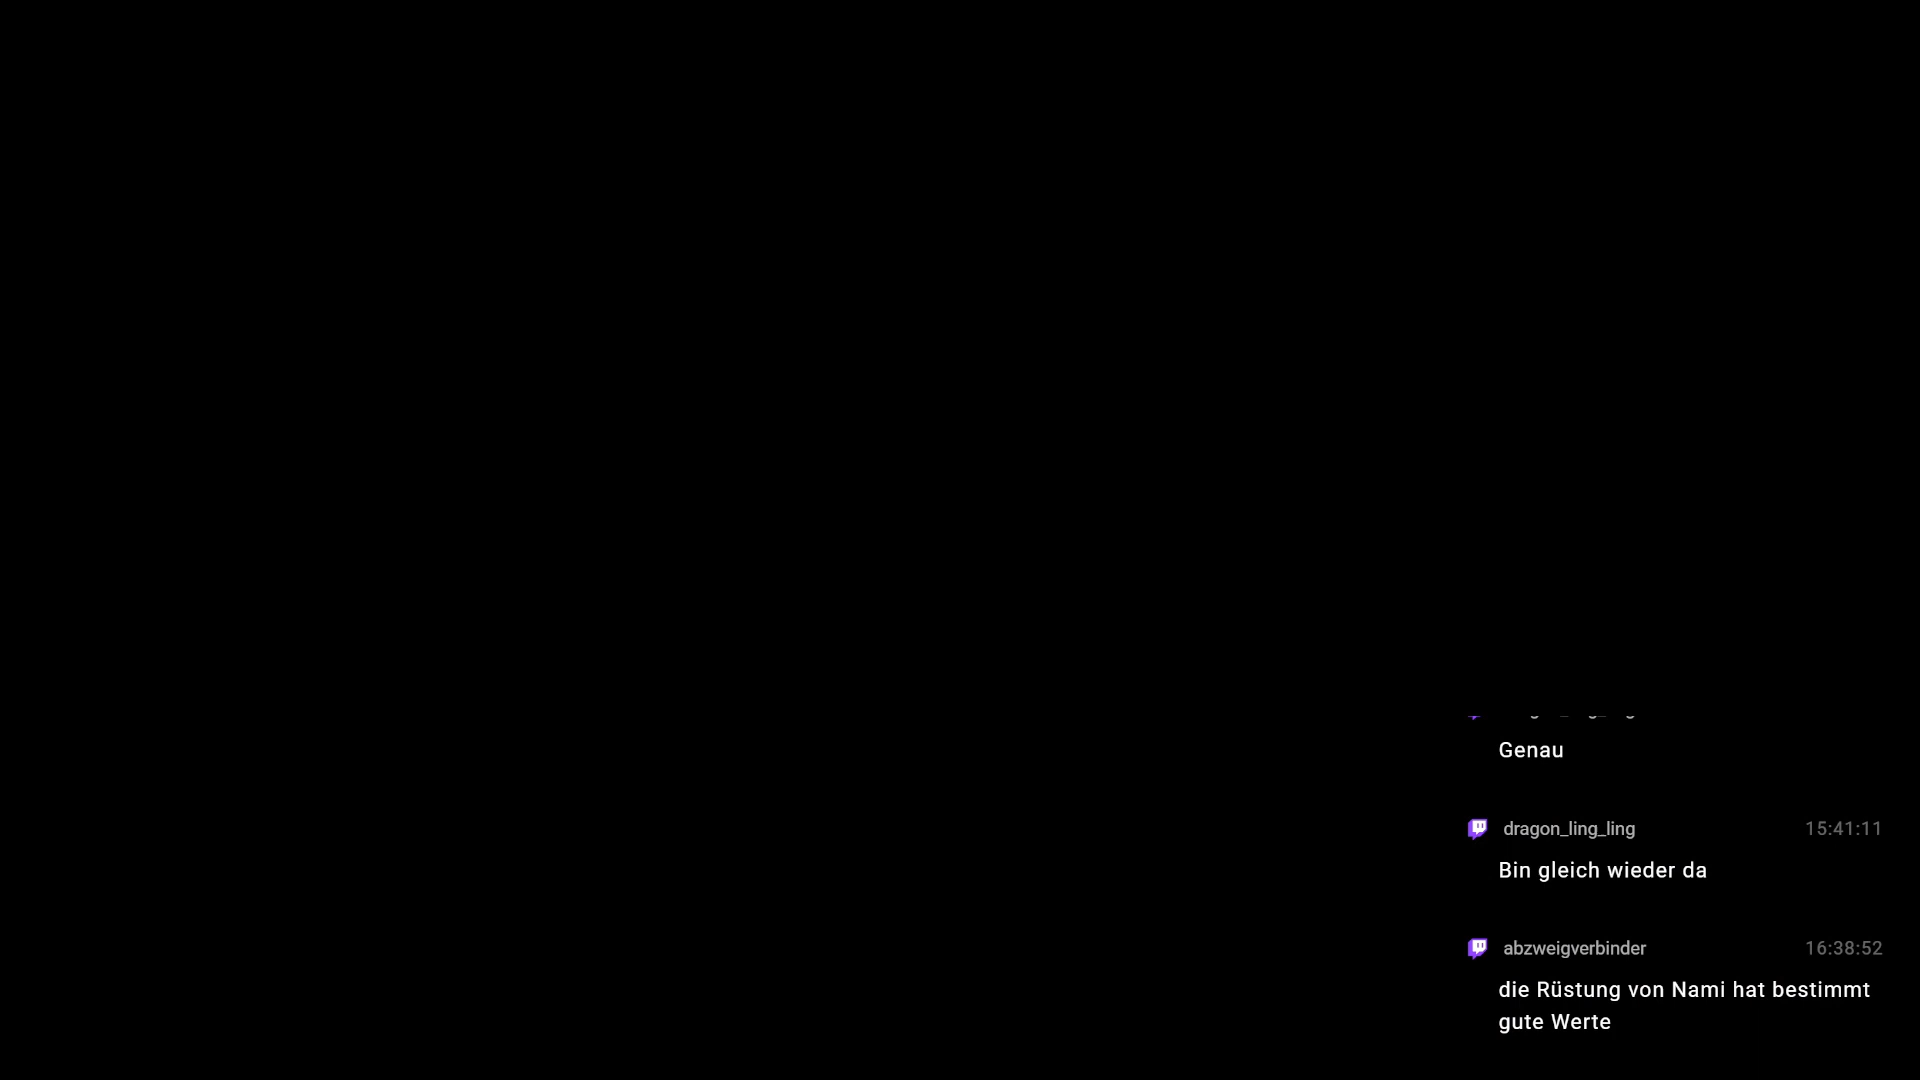 Genau
dragon_ling_ling 15:41:11
Bin gleich wieder da
abzweigverbinder 16:38:52
die Rüstung von Nami hat bestimmt
gute Werte